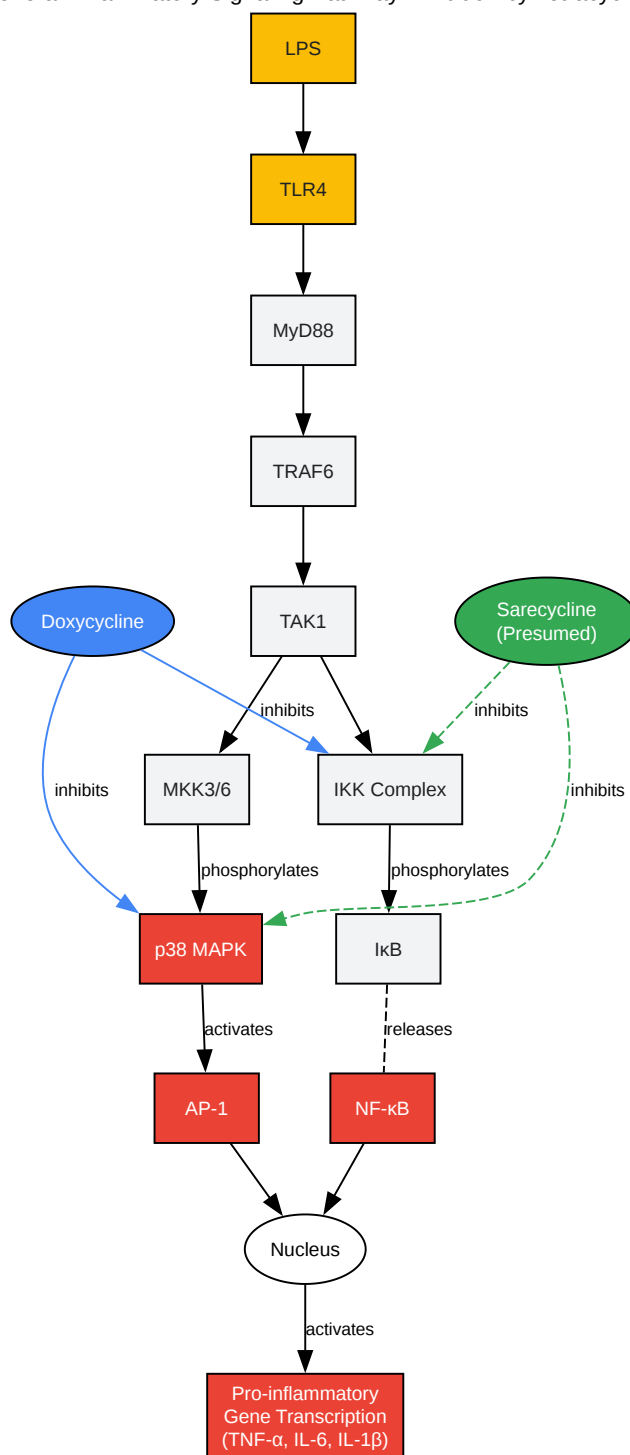 LPS
TLR4
MyD88
TRAF6
Doxycycline
TAK1
Sarecycline
(Presumed)
inhibits
inhibits
MKK3/6
IKK Complex
inhibits
inhibits
phosphorylates
phosphorylates
p38 MAPK
IκB
activates
releases
AP-1
NF-κB
Nucleus
activates
Pro-inflammatory
Gene Transcription
(TNF-α, IL-6, IL-1β)